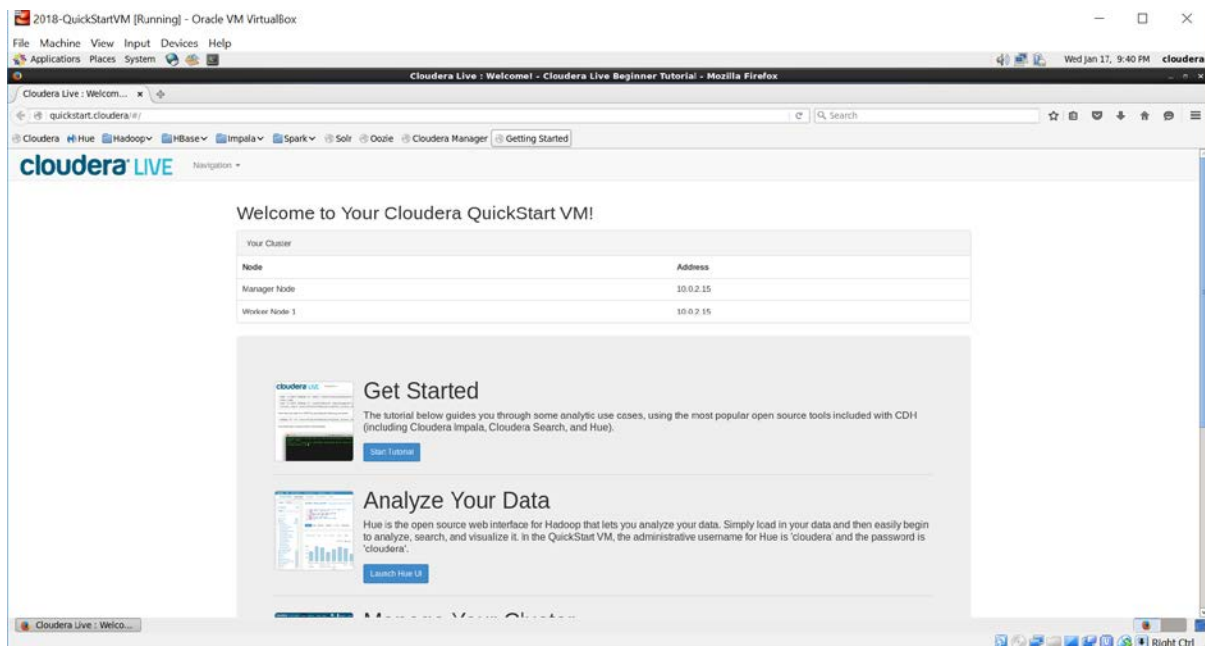 2018-QuickStartVM [Running] - Oracle VM VirtualBox
File Machine View Input Devices Help
Applications Places System
Wed Jan 17, 9:40 PM cloudera
Cloudera Live : Welcome! - Cloudera Live Beginner Tutorial - Mozilla Firefox
Cloudera Live : Welcom...
quickstart.cloudera/#/
Search
Cloudera Hue Hadoop HBase Impala Spark Solr Oozie Cloudera Manager Getting Started
cloudera LIVE Navigation
Welcome to Your Cloudera QuickStart VM!
Your Cluster
Node Address
Manager Node 10.0.2.15
Worker Node 1 10.0.2.15
Get Started
The tutorial below guides you through some analytic use cases, using the most popular open source tools included with CDH
(including Cloudera Impala, Cloudera Search, and Hue).
Start Tutorial
Analyze Your Data
Hue is the open source web interface for Hadoop that lets you analyze your data. Simply load in your data and then easily begin
to analyze, search, and visualize it. In the QuickStart VM, the administrative username for Hue is 'cloudera' and the password is
'cloudera'.
Launch Hue UI
Manage Your Cluster
Cloudera Live : Welco...
Right Ctrl